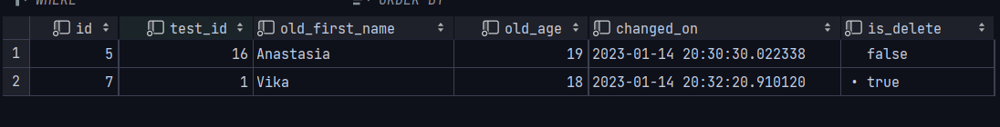 WHERE ORDER BY
id test_id old_first_name old_age changed_on is_delete
1 5 16 Anastasia 19 2023-01-14 20:30:30.022338 false
2 7 1 Vika 18 2023-01-14 20:32:20.910120 • true